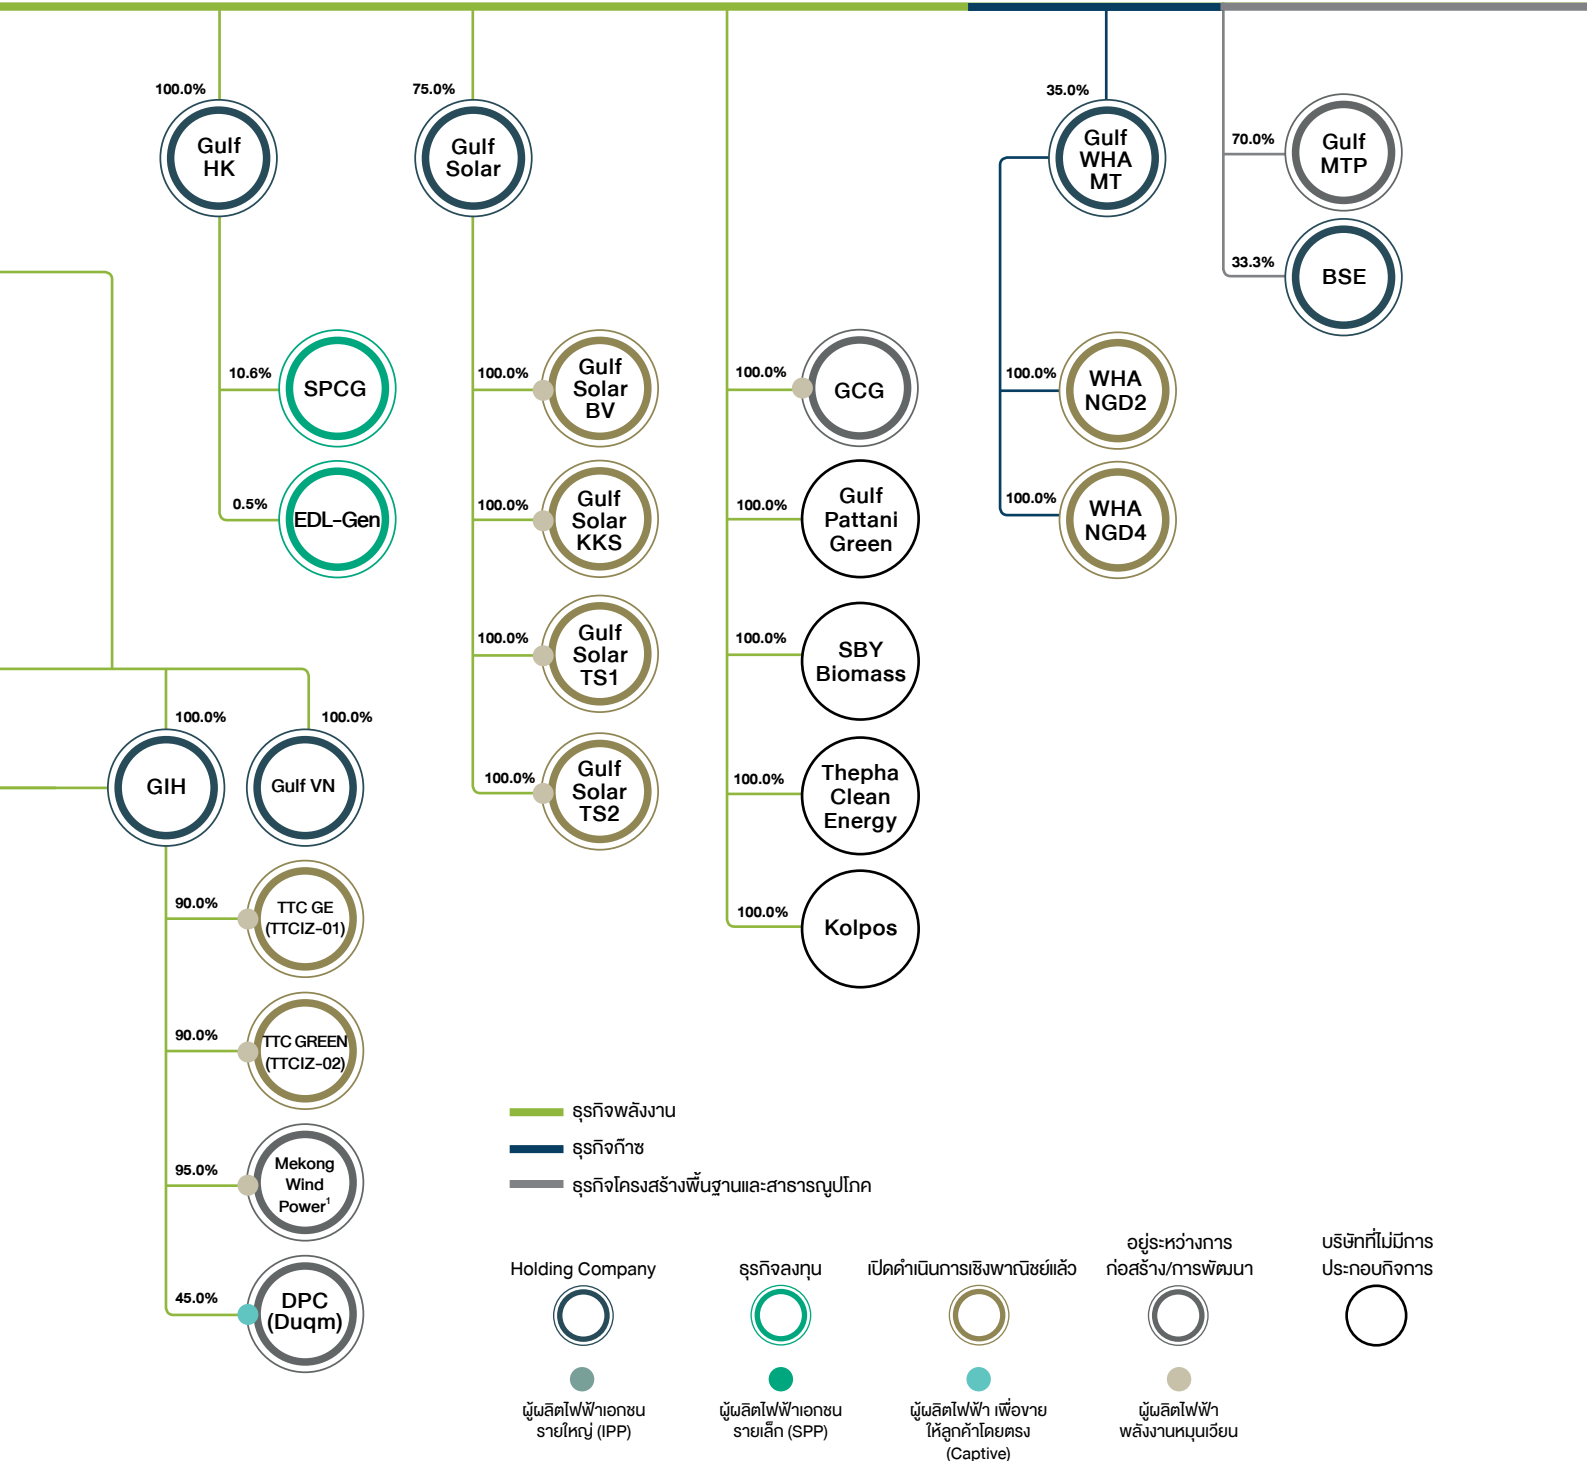 100.0%
Gulf
HK
10.6%
SPCG
0.5%
EDL-Gen
75.0%
Gulf
Solar
100.0%
Gulf
Solar
BV
100.0%
Gulf
Solar
KKS
100.0%
Gulf
Solar
TS1
100.0%
Gulf
Solar
TS2
100.0%
GCG
100.0%
Gulf
Pattani
Green
100.0%
SBY
Biomass
100.0%
Thepha
Clean
Energy
100.0%
Kolpos
35.0%
Gulf
WHA
MT
100.0%
WHA
NGD2
100.0%
WHA
NGD4
70.0%
Gulf
MTP
33.3%
BSE
100.0%
GIH
100.0%
Gulf VN
90.0%
TTC GE
(TTCIZ-01)
90.0%
TTC GREEN
(TTCIZ-02)
95.0%
Mekong
Wind
Power¹
45.0%
DPC
(Duqm)
ธุรกิจพลังงาน
ธุรกิจก๊าซ
ธุรกิจโครงสร้างพื้นฐานและสาธารณูปโภค
Holding Company
ธุรกิจลงทุน
เปิดดำเนินการเชิงพาณิชย์แล้ว
อยู่ระหว่างการ
ก่อสร้าง/การพัฒนา
บริษัทที่ไม่มีการ
ประกอบกิจการ
ผู้ผลิตไฟฟ้าเอกชน
รายใหญ่ (IPP)
ผู้ผลิตไฟฟ้าเอกชน
รายเล็ก (SPP)
ผู้ผลิตไฟฟ้า เพื่อขาย
ให้ลูกค้าโดยตรง
(Captive)
ผู้ผลิตไฟฟ้า
พลังงานหมุนเวียน